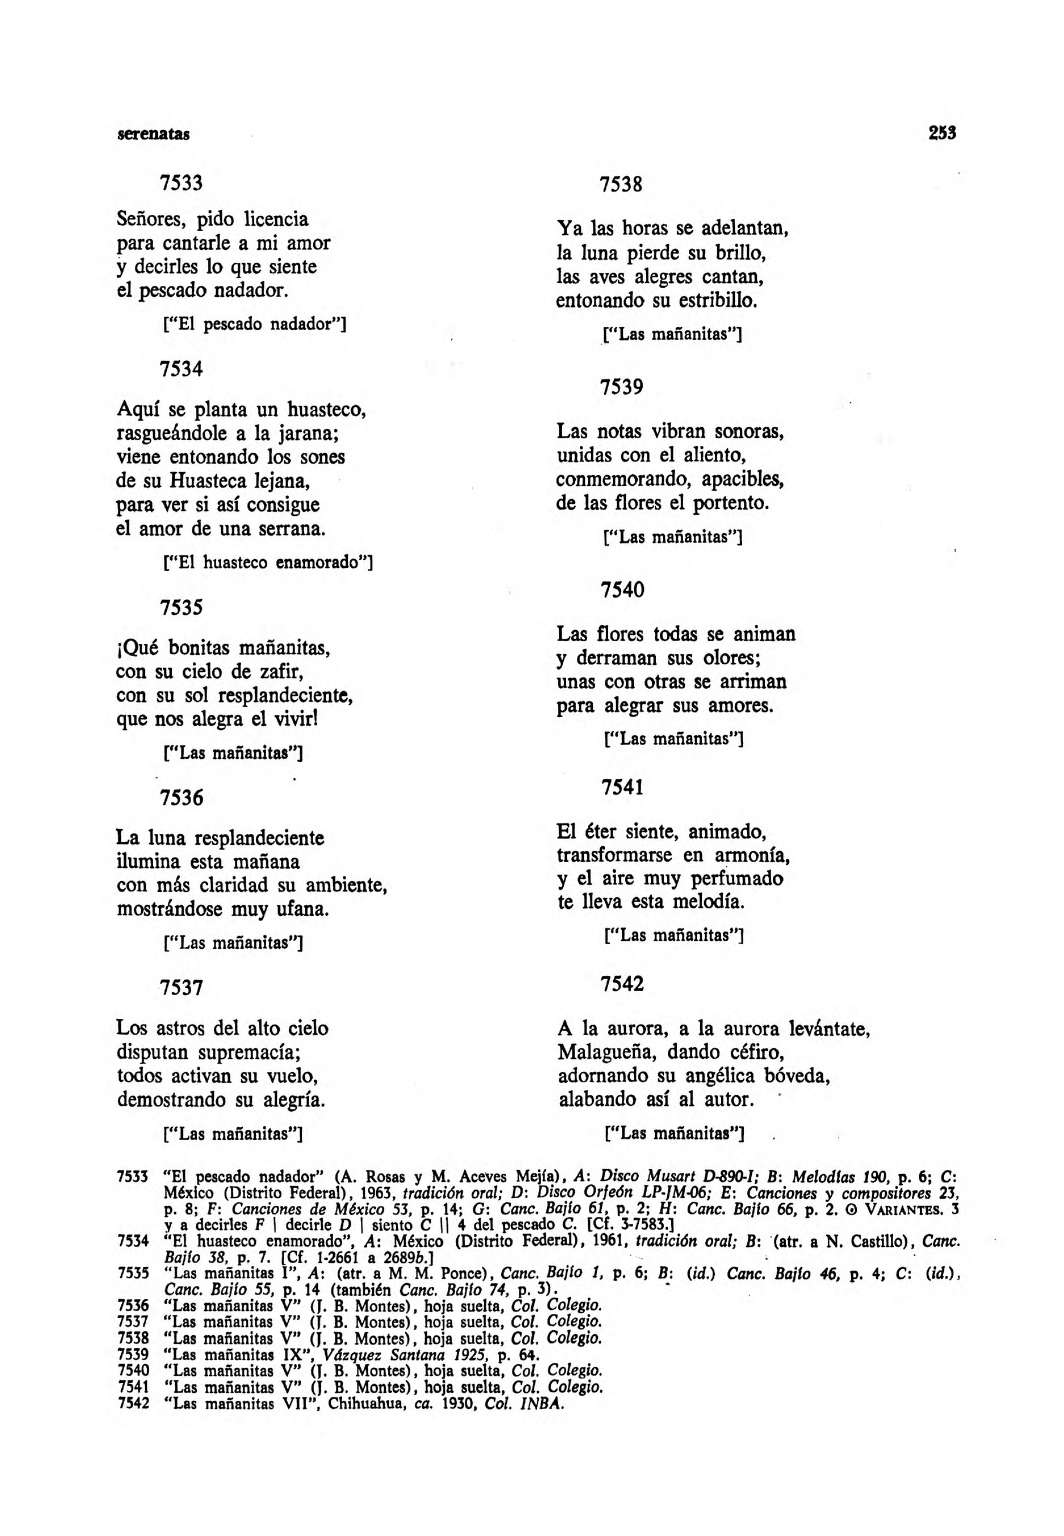 serenatas 253
7533
Señores, pido licencia
para cantarle a mi amor
y decirles lo que siente
el pescado nadador.
["El pescado nadador"]
7534
Aquí se planta un huasteco,
rasgueándole a la jarana;
viene entonando los sones
de su Huasteca lejana,
para ver si así consigue
el amor de una serrana.
["El huasteco enamorado"]
7535
¡Qué bonitas mañanitas,
con su cielo de zafir,
con su sol resplandeciente,
que nos alegra el vivir!
["Las mañanitas"]
7536
La luna resplandeciente
ilumina esta mañana
con más claridad su ambiente,
mostrándose muy ufana.
["Las mañanitas"]
7537
Los astros del alto cielo
disputan supremacía;
todos activan su vuelo,
demostrando su alegría.
["Las mañanitas"]
7538
Ya las horas se adelantan,
la luna pierde su brillo,
las aves alegres cantan,
entonando su estribillo.
["Las mañanitas"]
7539
Las notas vibran sonoras,
unidas con el aliento,
conmemorando, apacibles,
de las flores el portento.
["Las mañanitas"]
7540
Las flores todas se animan
y derraman sus olores;
unas con otras se arriman
para alegrar sus amores.
["Las mañanitas"]
7541
El éter siente, animado,
transformarse en armonía,
y el aire muy perfumado
te lleva esta melodía.
["Las mañanitas"]
7542
A la aurora, a la aurora levántate,
Malagueña, dando céfiro,
adornando su angélica bóveda,
alabando así al autor.
["Las mañanitas"]
7533 "El pescado nadador" (A. Rosas y M. Aceves Mejía), A: Disco Musart D-890-I; B: Melodías 190, p. 6; C:
México (Distrito Federal), 1963, tradición oral; D: Disco Orfeón LP-JM-06; E: Canciones y compositores 23,
p. 8; F: Canciones de México 53, p. 14; G: Canc. Bajío 61, p. 2; H: Canc. Bajío 66, p. 2. ⊙ VARIANTES. 3
y a decirles F | decirle D | siento C || 4 del pescado C. [Cf. 3-7583.]
7534 "El huasteco enamorado", A: México (Distrito Federal), 1961, tradición oral; B: (atr. a N. Castillo), Canc.
Bajío 38, p. 7. [Cf. 1-2661 a 2689b.]
7535 "Las mañanitas I", A: (atr. a M. M. Ponce), Canc. Bajío 1, p. 6; B: (id.) Canc. Bajío 46, p. 4; C: (id.),
Canc. Bajío 55, p. 14 (también Canc. Bajío 74, p. 3).
7536 "Las mañanitas V" (J. B. Montes), hoja suelta, Col. Colegio.
7537 "Las mañanitas V" (J. B. Montes), hoja suelta, Col. Colegio.
7538 "Las mañanitas V" (J. B. Montes), hoja suelta, Col. Colegio.
7539 "Las mañanitas IX", Vázquez Santana 1925, p. 64.
7540 "Las mañanitas V" (J. B. Montes), hoja suelta, Col. Colegio.
7541 "Las mañanitas V" (J. B. Montes), hoja suelta, Col. Colegio.
7542 "Las mañanitas VII", Chihuahua, ca. 1930, Col. INBA.